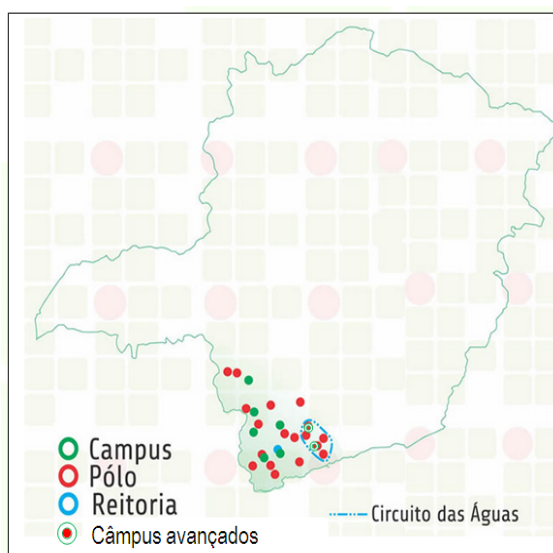 Campus
Pólo
Reitoria
Câmpus avançados
Circuito das Águas